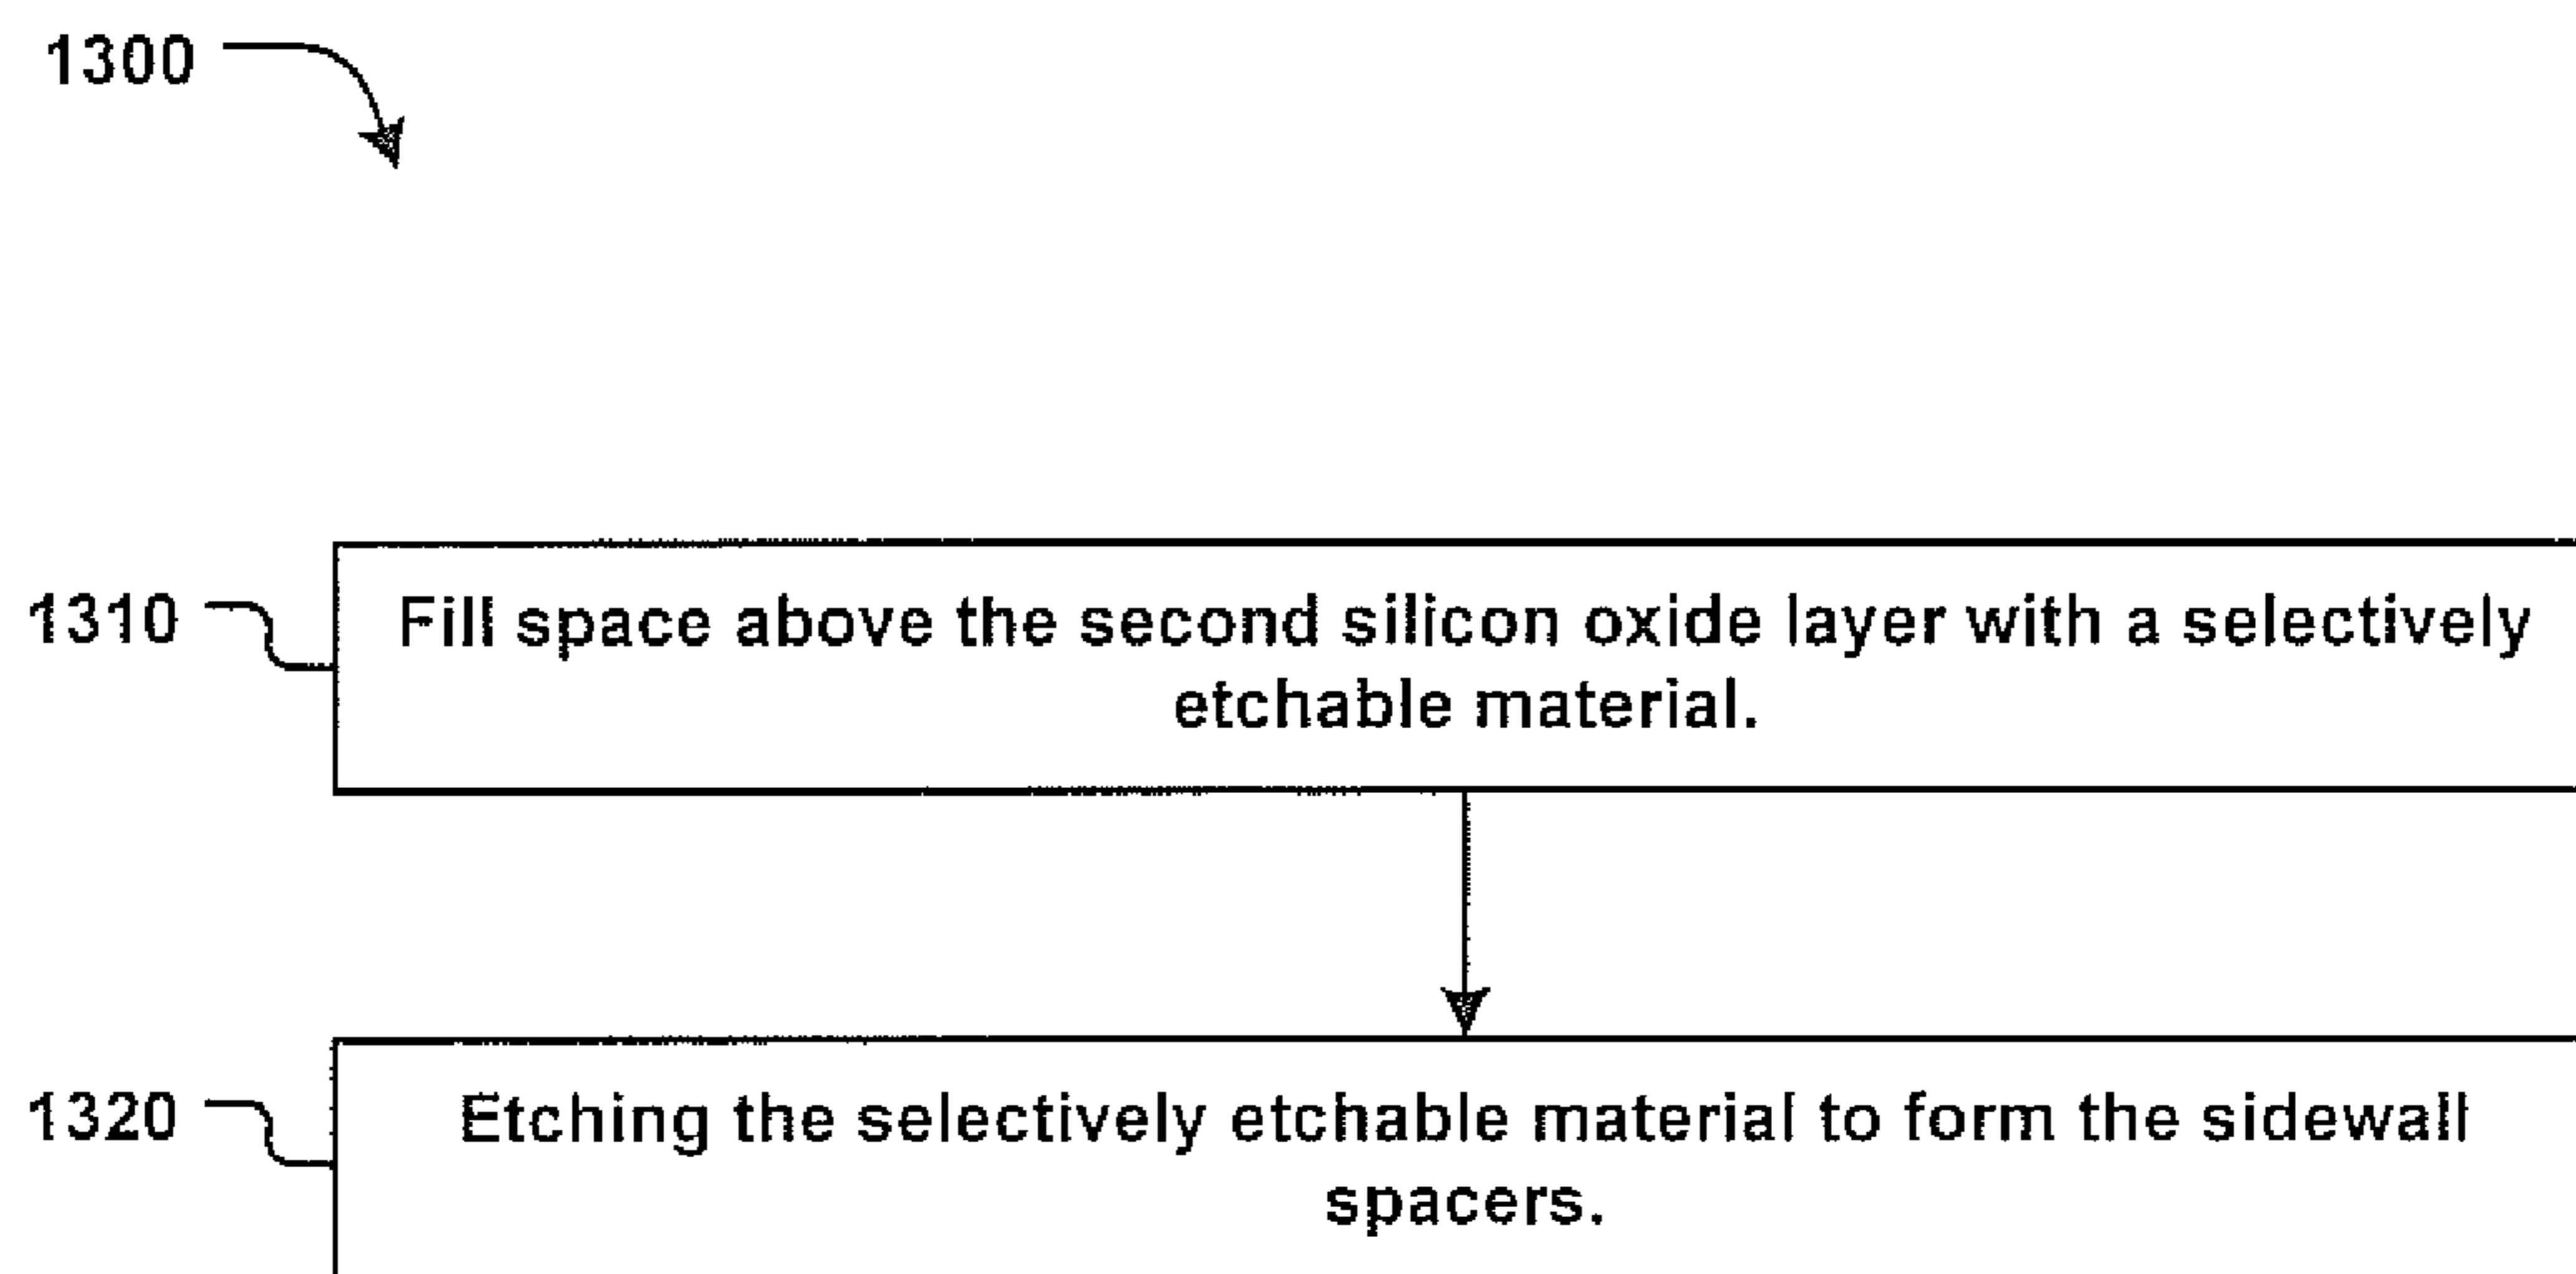 1300
1310
Fill space above the second silicon oxide layer with a selectively
etchable material.
1320
Etching the selectively etchable material to form the sidewall
spacers.